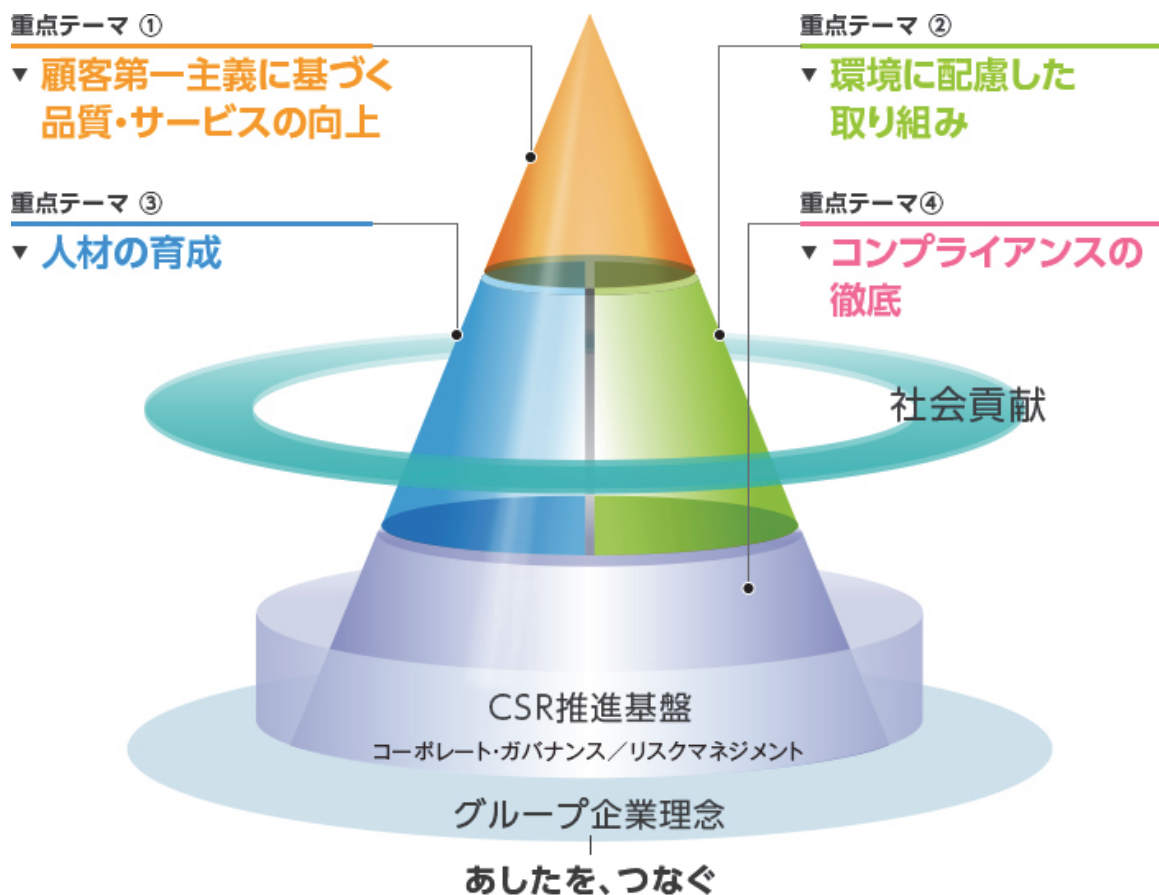 重点テーマ ①
▼ 顧客第一主義に基づく
品質・サービスの向上
重点テーマ ②
▼ 環境に配慮した
取り組み
重点テーマ ③
▼ 人材の育成
重点テーマ④
▼ コンプライアンスの
徹底
社会貢献
CSR推進基盤
コーポレート・ガバナンス／リスクマネジメント
グループ企業理念
あしたを、つなぐ